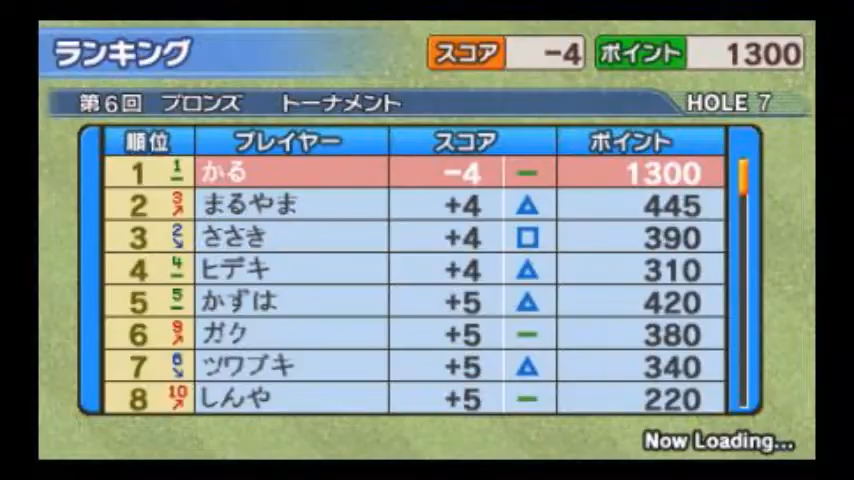 ランキング スコア -4 ポイント 1300
第6回 ブロンズ トーナメント HOLE 7
順位 プレイヤー スコア ポイント
1 1 かる -4 - 1300
2 3 まるやま +4 △ 445
3 2 ささき +4 □ 390
4 4 ヒデキ +4 △ 310
5 5 かずは +5 △ 420
6 9 ガク +5 - 380
7 6 ツワブキ +5 △ 340
8 10 しんや +5 - 220
Now Loading...